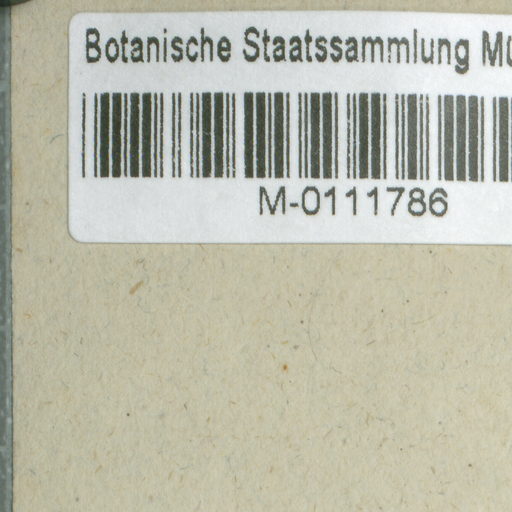 Botanische Staatssammlung Mü
M-0111786